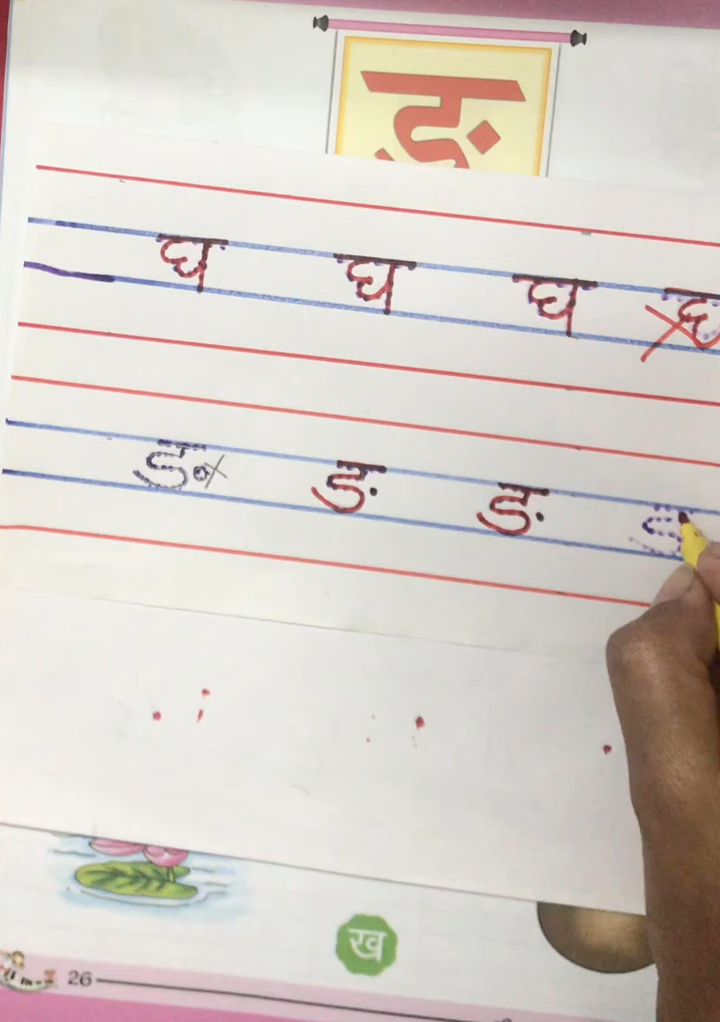 ङ
घ घ घ घ
ङ ङ ङ ङ
ख
26